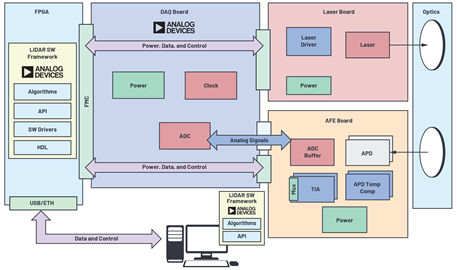 FPGA
LIDAR SW
Framework
ANALOG
DEVICES
Algorithms
API
SW Drivers
HDL
USB/ETH
FMC
DAQ Board
ANALOG
DEVICES
Power, Data, and Control
Power
Clock
ADC
Analog Signals
Power, Data, and Control
Laser Board
Laser
Driver
Laser
Power
Optics
AFE Board
ADC
Buffer
APD
Mux
TIA
APD Temp
Comp
Power
LIDAR SW
Framework
ANALOG
DEVICES
Algorithms
API
Data and Control